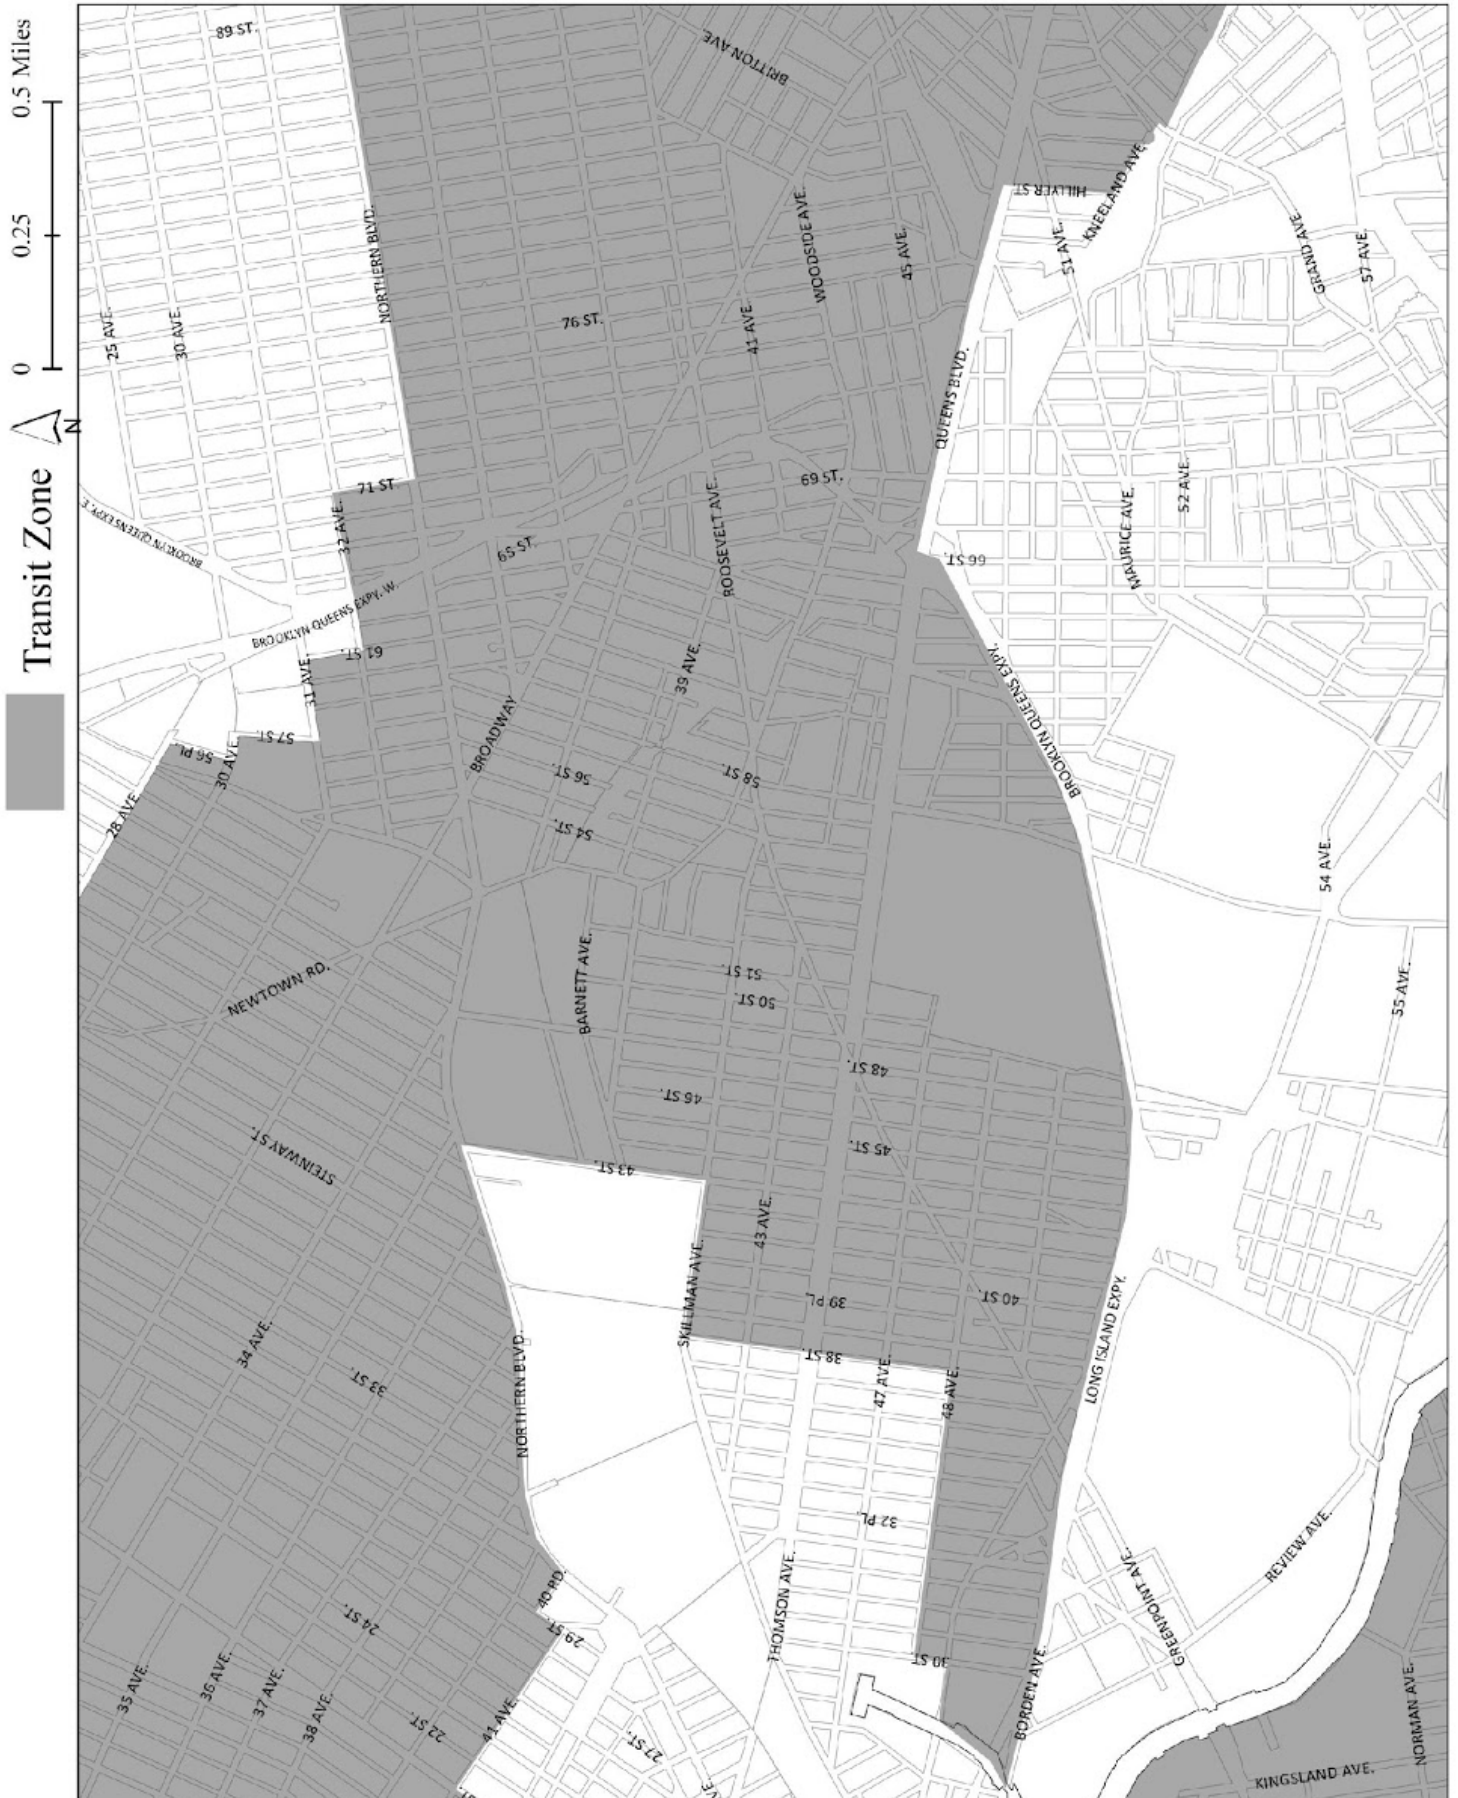 0
0.25
0.5 Miles
N
Transit Zone
89 ST.
BRITTON AVE.
HILLYER ST.
KNEELAND AVE.
51 AVE.
GRAND AVE.
57 AVE.
NORTHERN BLVD.
25 AVE.
30 AVE.
76 ST.
41 AVE.
WOODSIDE AVE.
45 AVE.
QUEENS BLVD.
71 ST
32 AVE.
BROOKLYN QUEENS EXPY. E.
65 ST.
ROOSEVELT AVE.
69 ST.
66 ST.
MAURICE AVE.
52 AVE.
BROOKLYN QUEENS EXPY. W.
61 ST.
31 AVE.
39 AVE.
BROOKLYN QUEENS EXPY.
57 ST.
56 PL.
30 AVE.
28 AVE.
BROADWAY
56 ST.
58 ST.
54 ST.
54 AVE.
NEWTOWN RD.
BARNETT AVE.
51 ST.
50 ST.
55 AVE.
48 ST.
46 ST.
45 ST.
STEINWAY ST.
43 ST.
43 AVE.
SKILLMAN AVE.
39 PL.
40 ST.
34 AVE.
33 ST.
NORTHERN BLVD.
38 ST.
47 AVE.
48 AVE.
LONG ISLAND EXPY.
32 PL.
THOMSON AVE.
GREENPOINT AVE.
REVIEW AVE.
40 RD.
29 ST.
24 ST.
30 ST.
35 AVE.
36 AVE.
37 AVE.
38 AVE.
22 ST.
41 AVE.
27 ST.
BORDEN AVE.
NORMAN AVE.
KINGSLAND AVE.